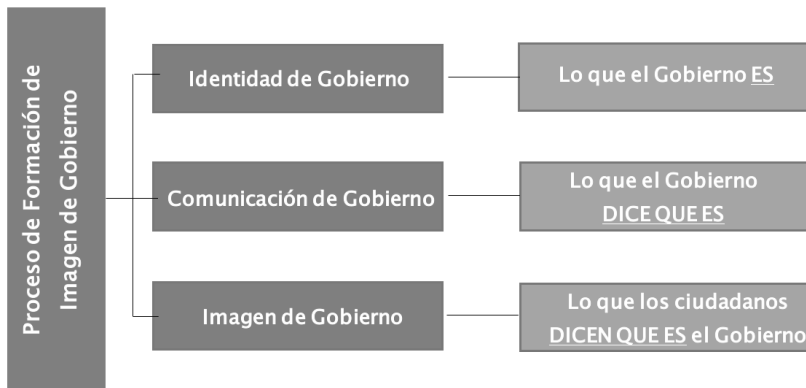 Proceso de Formación de
Imagen de Gobierno
Identidad de Gobierno
Lo que el Gobierno ES
Comunicación de Gobierno
Lo que el Gobierno
DICE QUE ES
Imagen de Gobierno
Lo que los ciudadanos
DICEN QUE ES el Gobierno